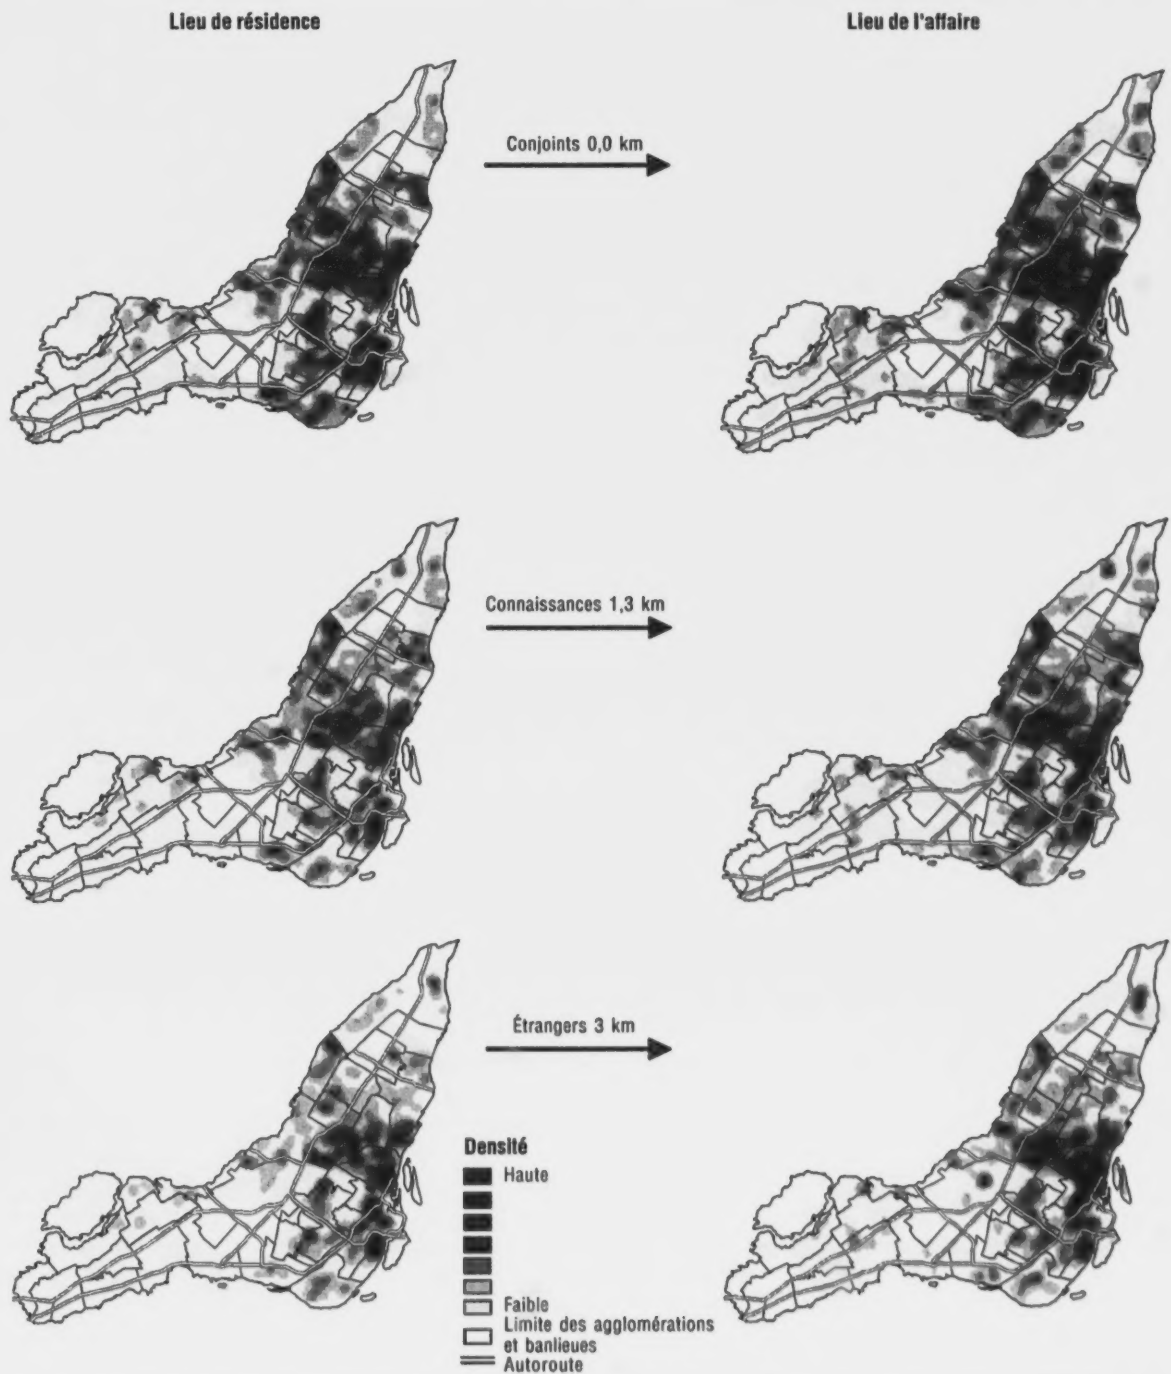 Lieu de résidence
Lieu de l'affaire
Conjoints 0,0 km
Connaissances 1,3 km
Étrangers 3 km
Densité
Haute
Faible
Limite des agglomérations
et banlieues
Autoroute